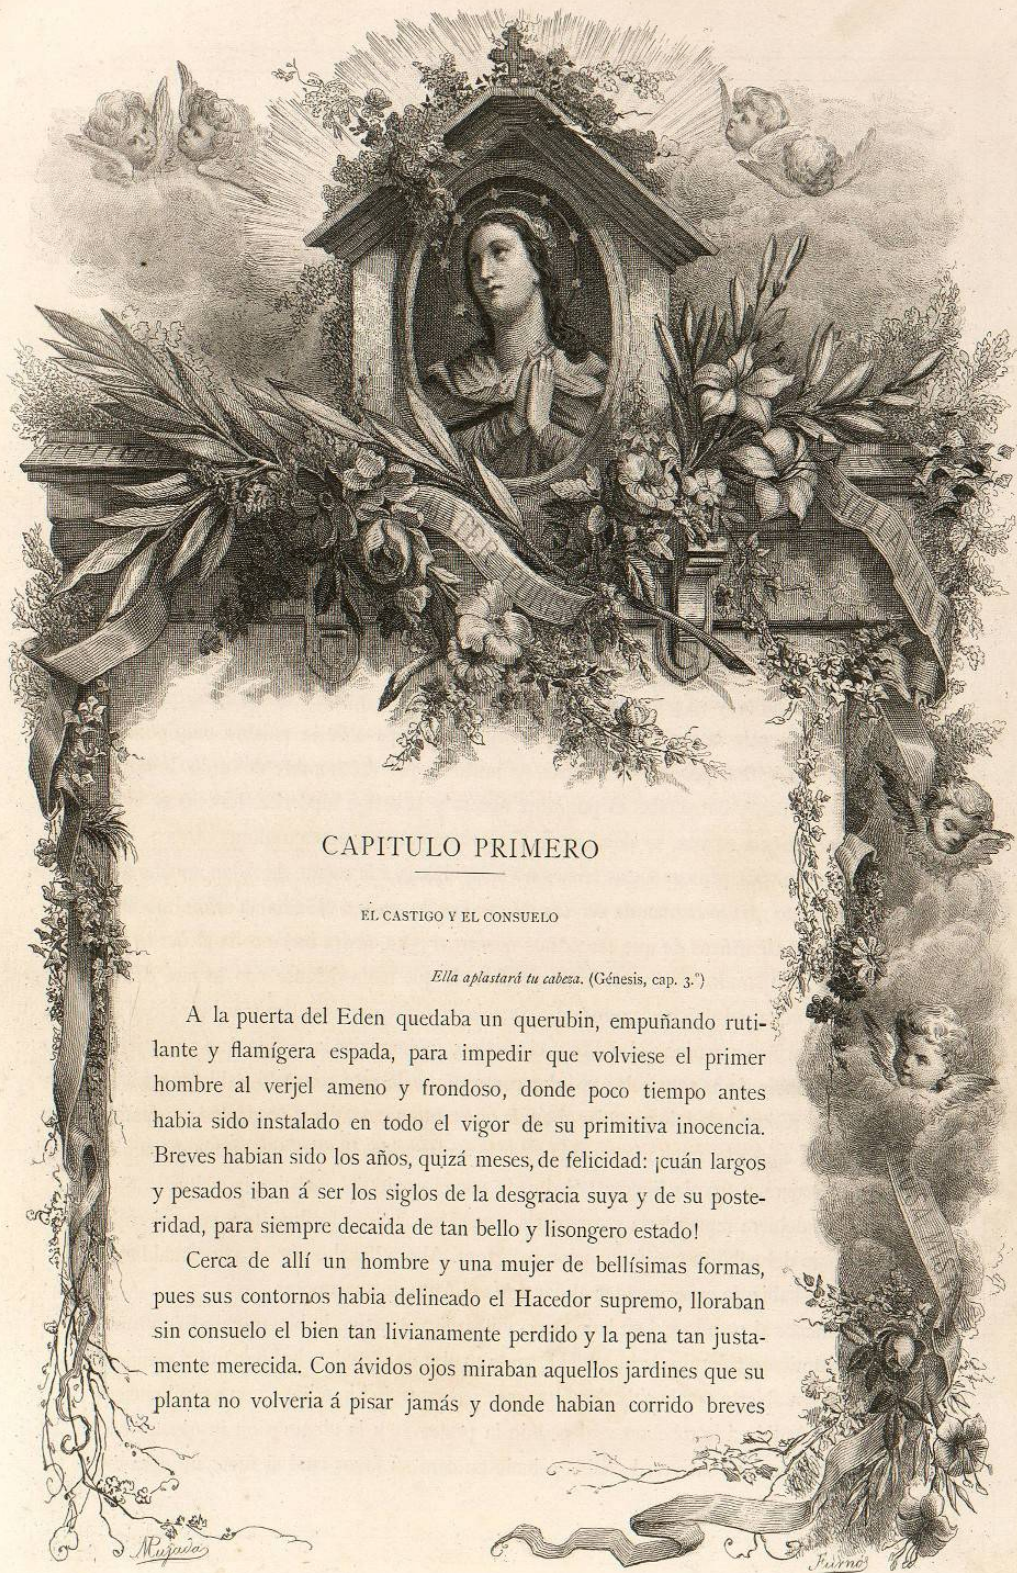 CAPITULO PRIMERO
EL CASTIGO Y EL CONSUELO
Ella aplastará tu cabeza. (Génesis, cap. 3.º)
A la puerta del Eden quedaba un querubin, empuñando ruti-
lante y flamígera espada, para impedir que volviese el primer
hombre al verjel ameno y frondoso, donde poco tiempo antes
habia sido instalado en todo el vigor de su primitiva inocencia.
Breves habian sido los años, quizá meses, de felicidad: ¡cuán largos
y pesados iban á ser los siglos de la desgracia suya y de su poste-
ridad, para siempre decaida de tan bello y lisongero estado!
Cerca de allí un hombre y una mujer de bellísimas formas,
pues sus contornos habia delineado el Hacedor supremo, lloraban
sin consuelo el bien tan livianamente perdido y la pena tan justa-
mente merecida. Con ávidos ojos miraban aquellos jardines que su
planta no volveria á pisar jamás y donde habian corrido breves